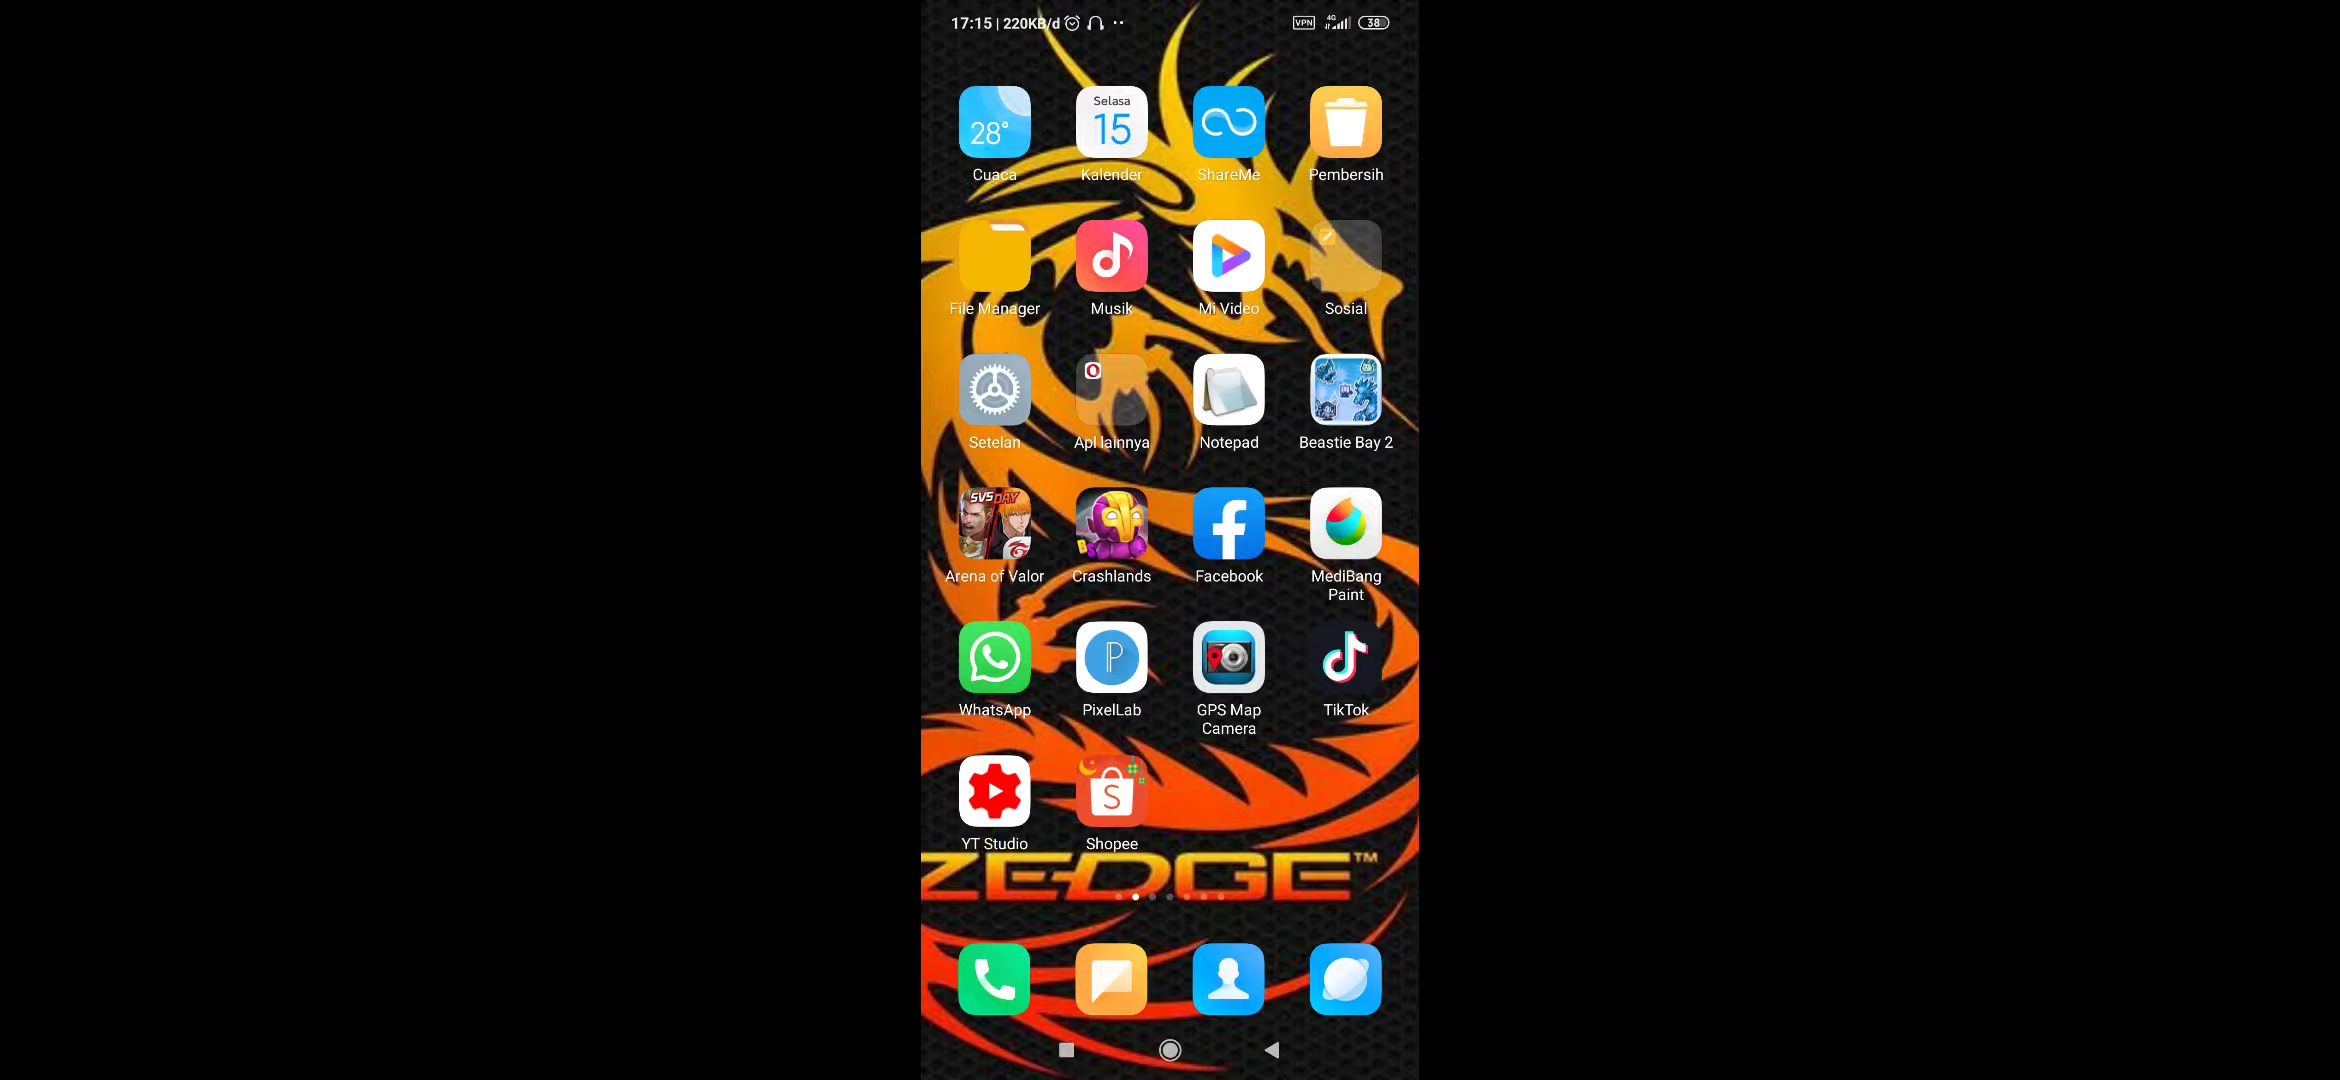 17:15 | 220KB/d
VPN 4G 38
28°
Selasa
15
Cuaca
Kalender
ShareMe
Pembersih
File Manager
Musik
Mi Video
Sosial
Setelan
Apl lainnya
Notepad
Beastie Bay 2
5V5 DAY
Arena of Valor
Crashlands
Facebook
MediBang
Paint
WhatsApp
PixelLab
GPS Map
Camera
TikTok
S
YT Studio
Shopee
ZEDGE™